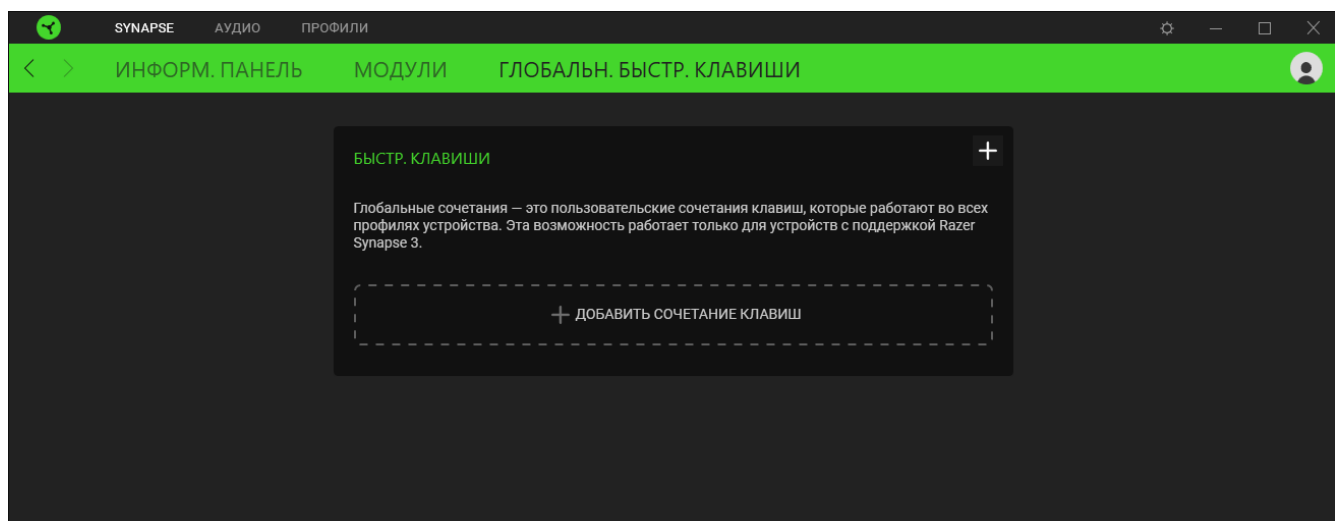 SYNAPSE АУДИО ПРОФИЛИ
ИНФОРМ. ПАНЕЛЬ МОДУЛИ ГЛОБАЛЬН. БЫСТР. КЛАВИШИ
БЫСТР. КЛАВИШИ
Глобальные сочетания — это пользовательские сочетания клавиш, которые работают во всех
профилях устройства. Эта возможность работает только для устройств с поддержкой Razer
Synapse 3.
ДОБАВИТЬ СОЧЕТАНИЕ КЛАВИШ